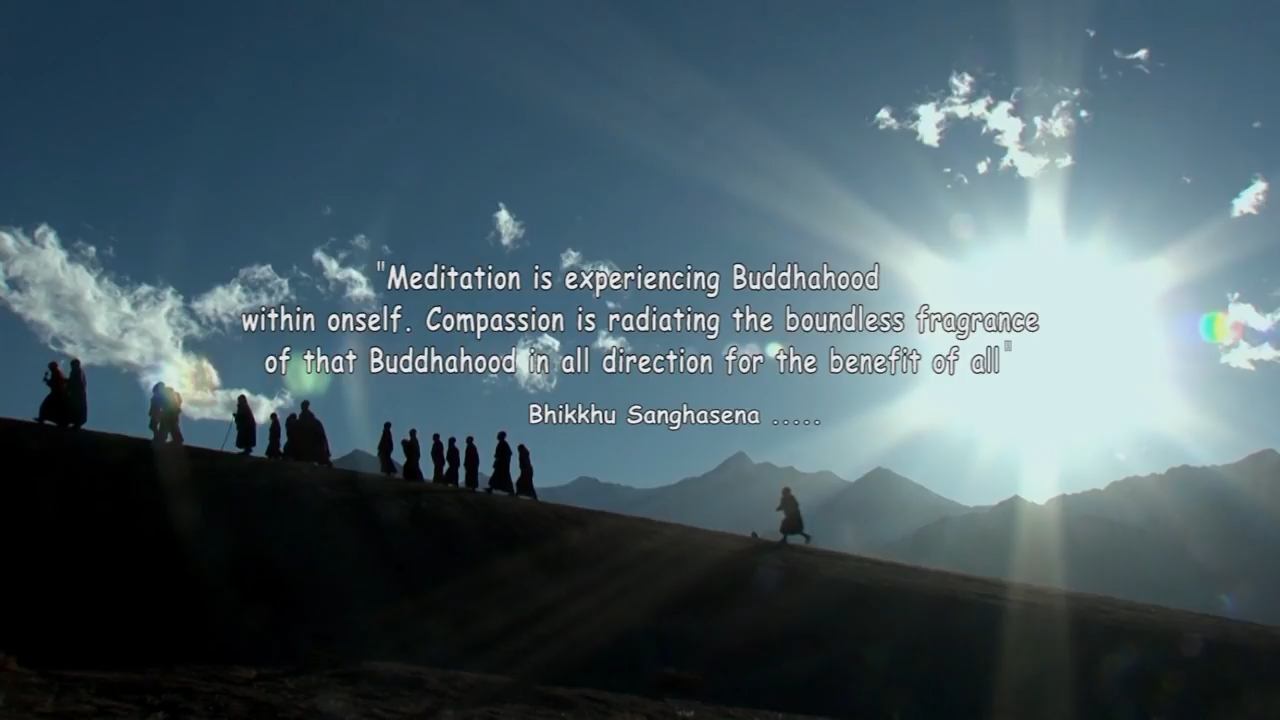 "Meditation is experiencing Buddhahood
within onself. Compassion is radiating the boundless fragrance
of that Buddhahood in all direction for the benefit of all"
Bhikkhu Sanghasena .....